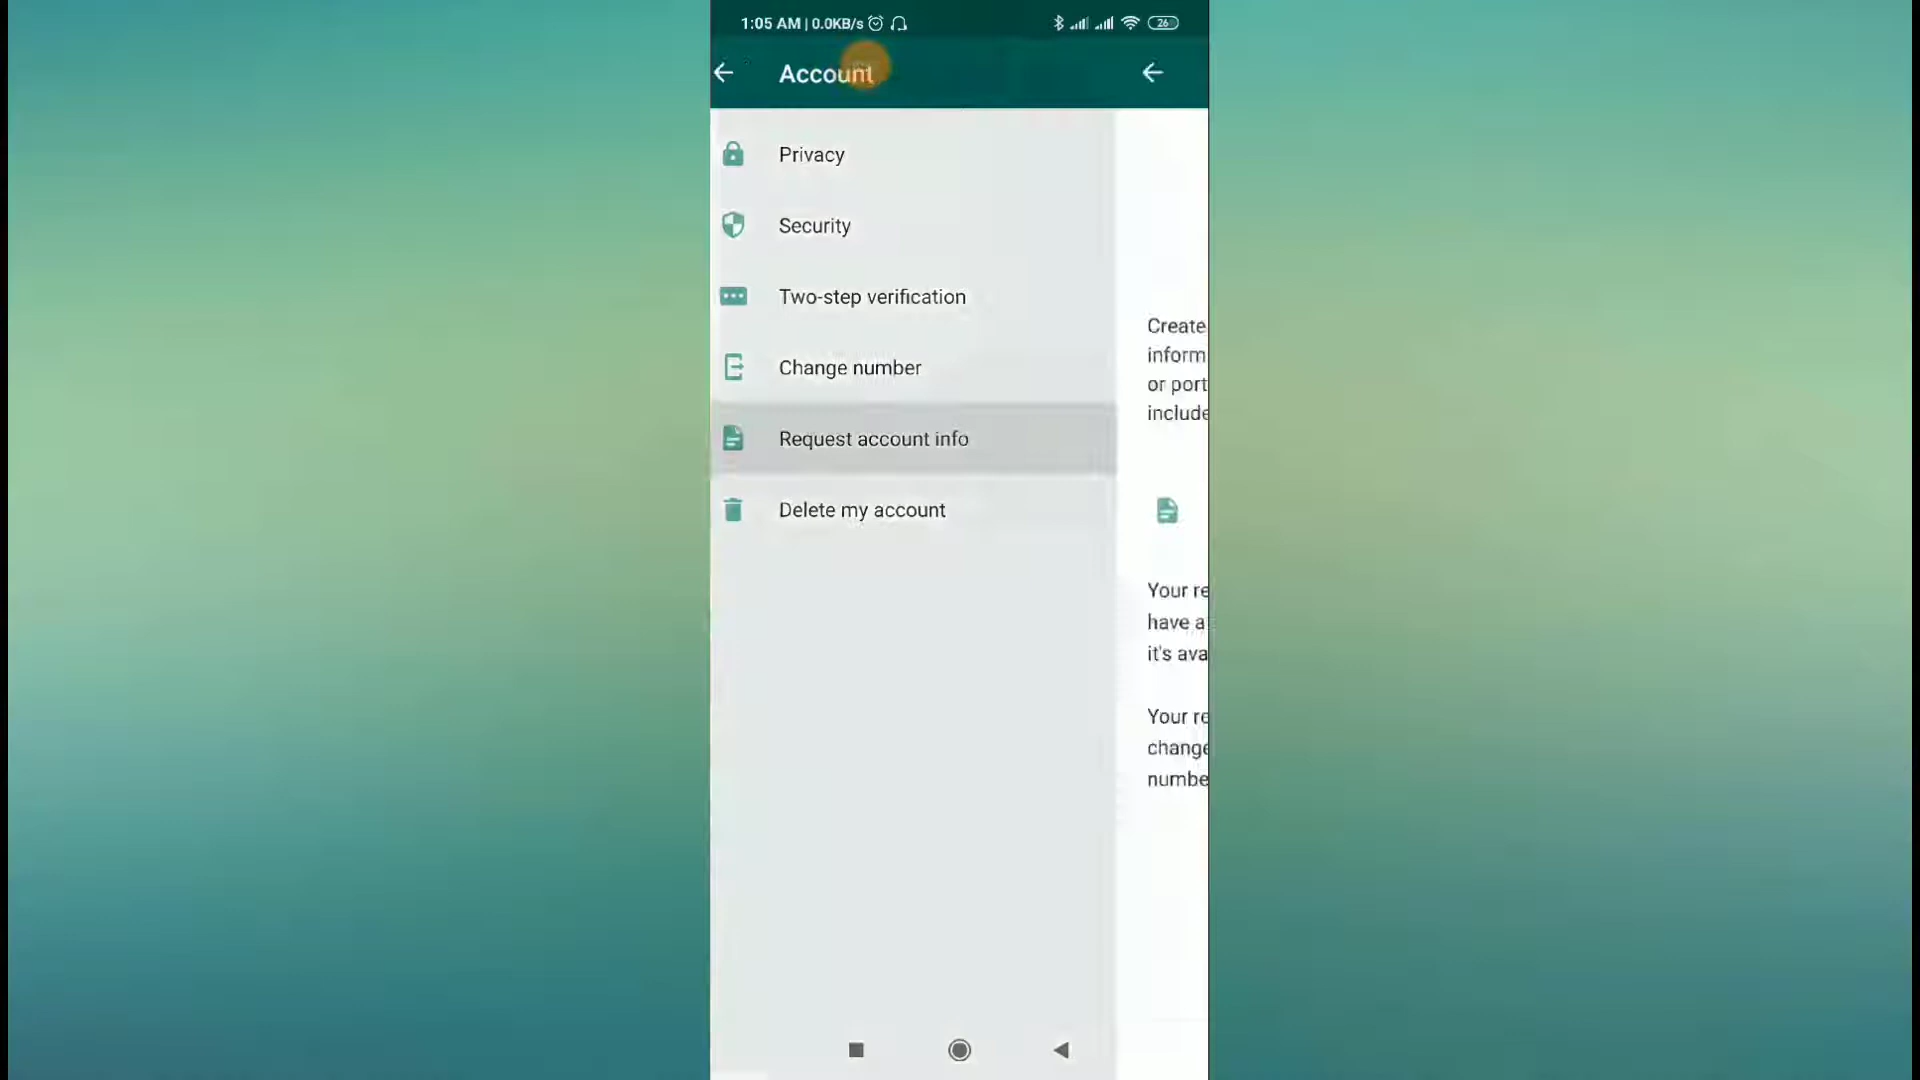 1:05 AM | 0.0KB/s
26
Account
Privacy
Security
Two-step verification
Change number
Request account info
Delete my account
Create
inform
or port
include
Your re
have a
it's ava
Your re
change
numbe